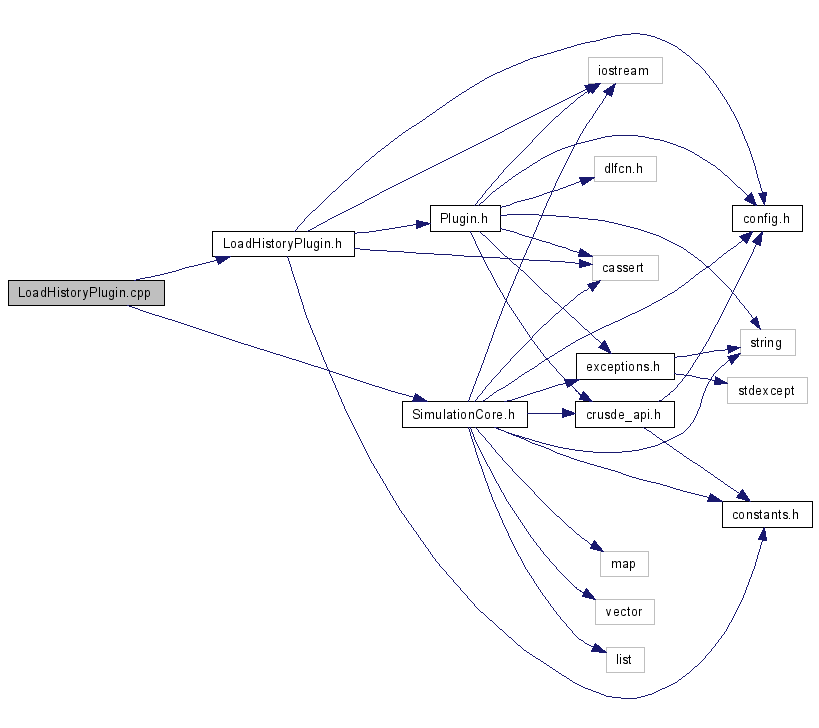 iostream
dlfcn.h
Plugin.h
config.h
LoadHistoryPlugin.h
cassert
LoadHistoryPlugin.cpp
string
exceptions.h
stdexcept
SimulationCore.h
crusde_api.h
constants.h
map
vector
list